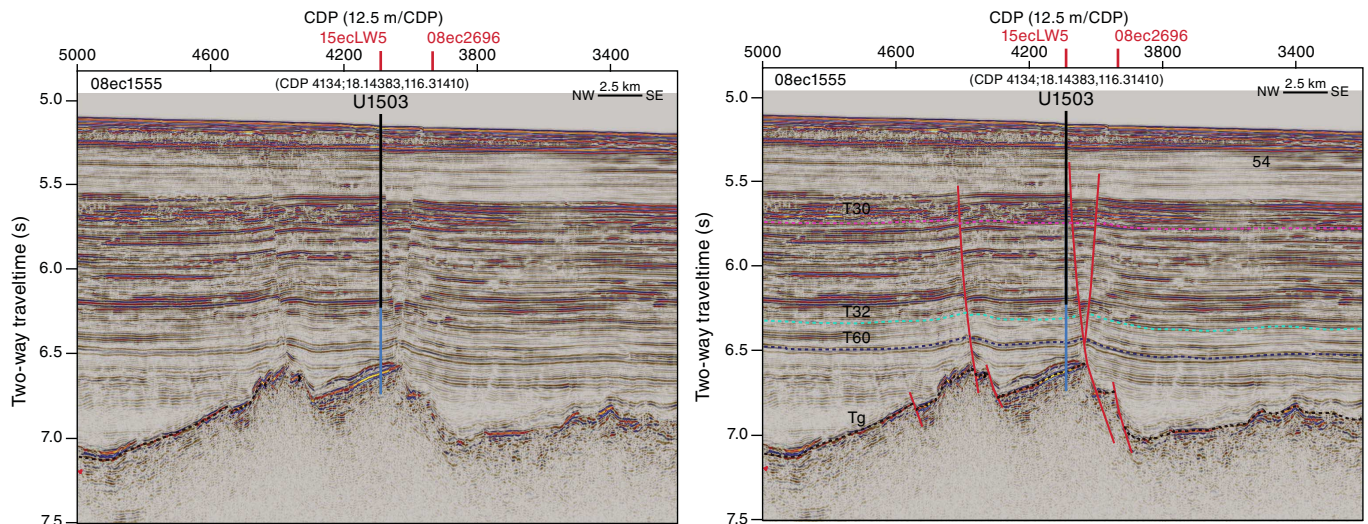 CDP (12.5 m/CDP)
15ecLW5 08ec2696
5000 4600 4200 3800 3400
08ec1555
(CDP 4134;18.14383,116.31410)
2.5 km
NW SE
U1503
Two-way traveltime (s)
5.0
5.5
6.0
6.5
7.0
7.5
CDP (12.5 m/CDP)
15ecLW5 08ec2696
5000 4600 4200 3800 3400
08ec1555
(CDP 4134;18.14383,116.31410)
2.5 km
NW SE
U1503
Two-way traveltime (s)
5.0
5.5
6.0
6.5
7.0
7.5
54
T30
T32
T60
Tg